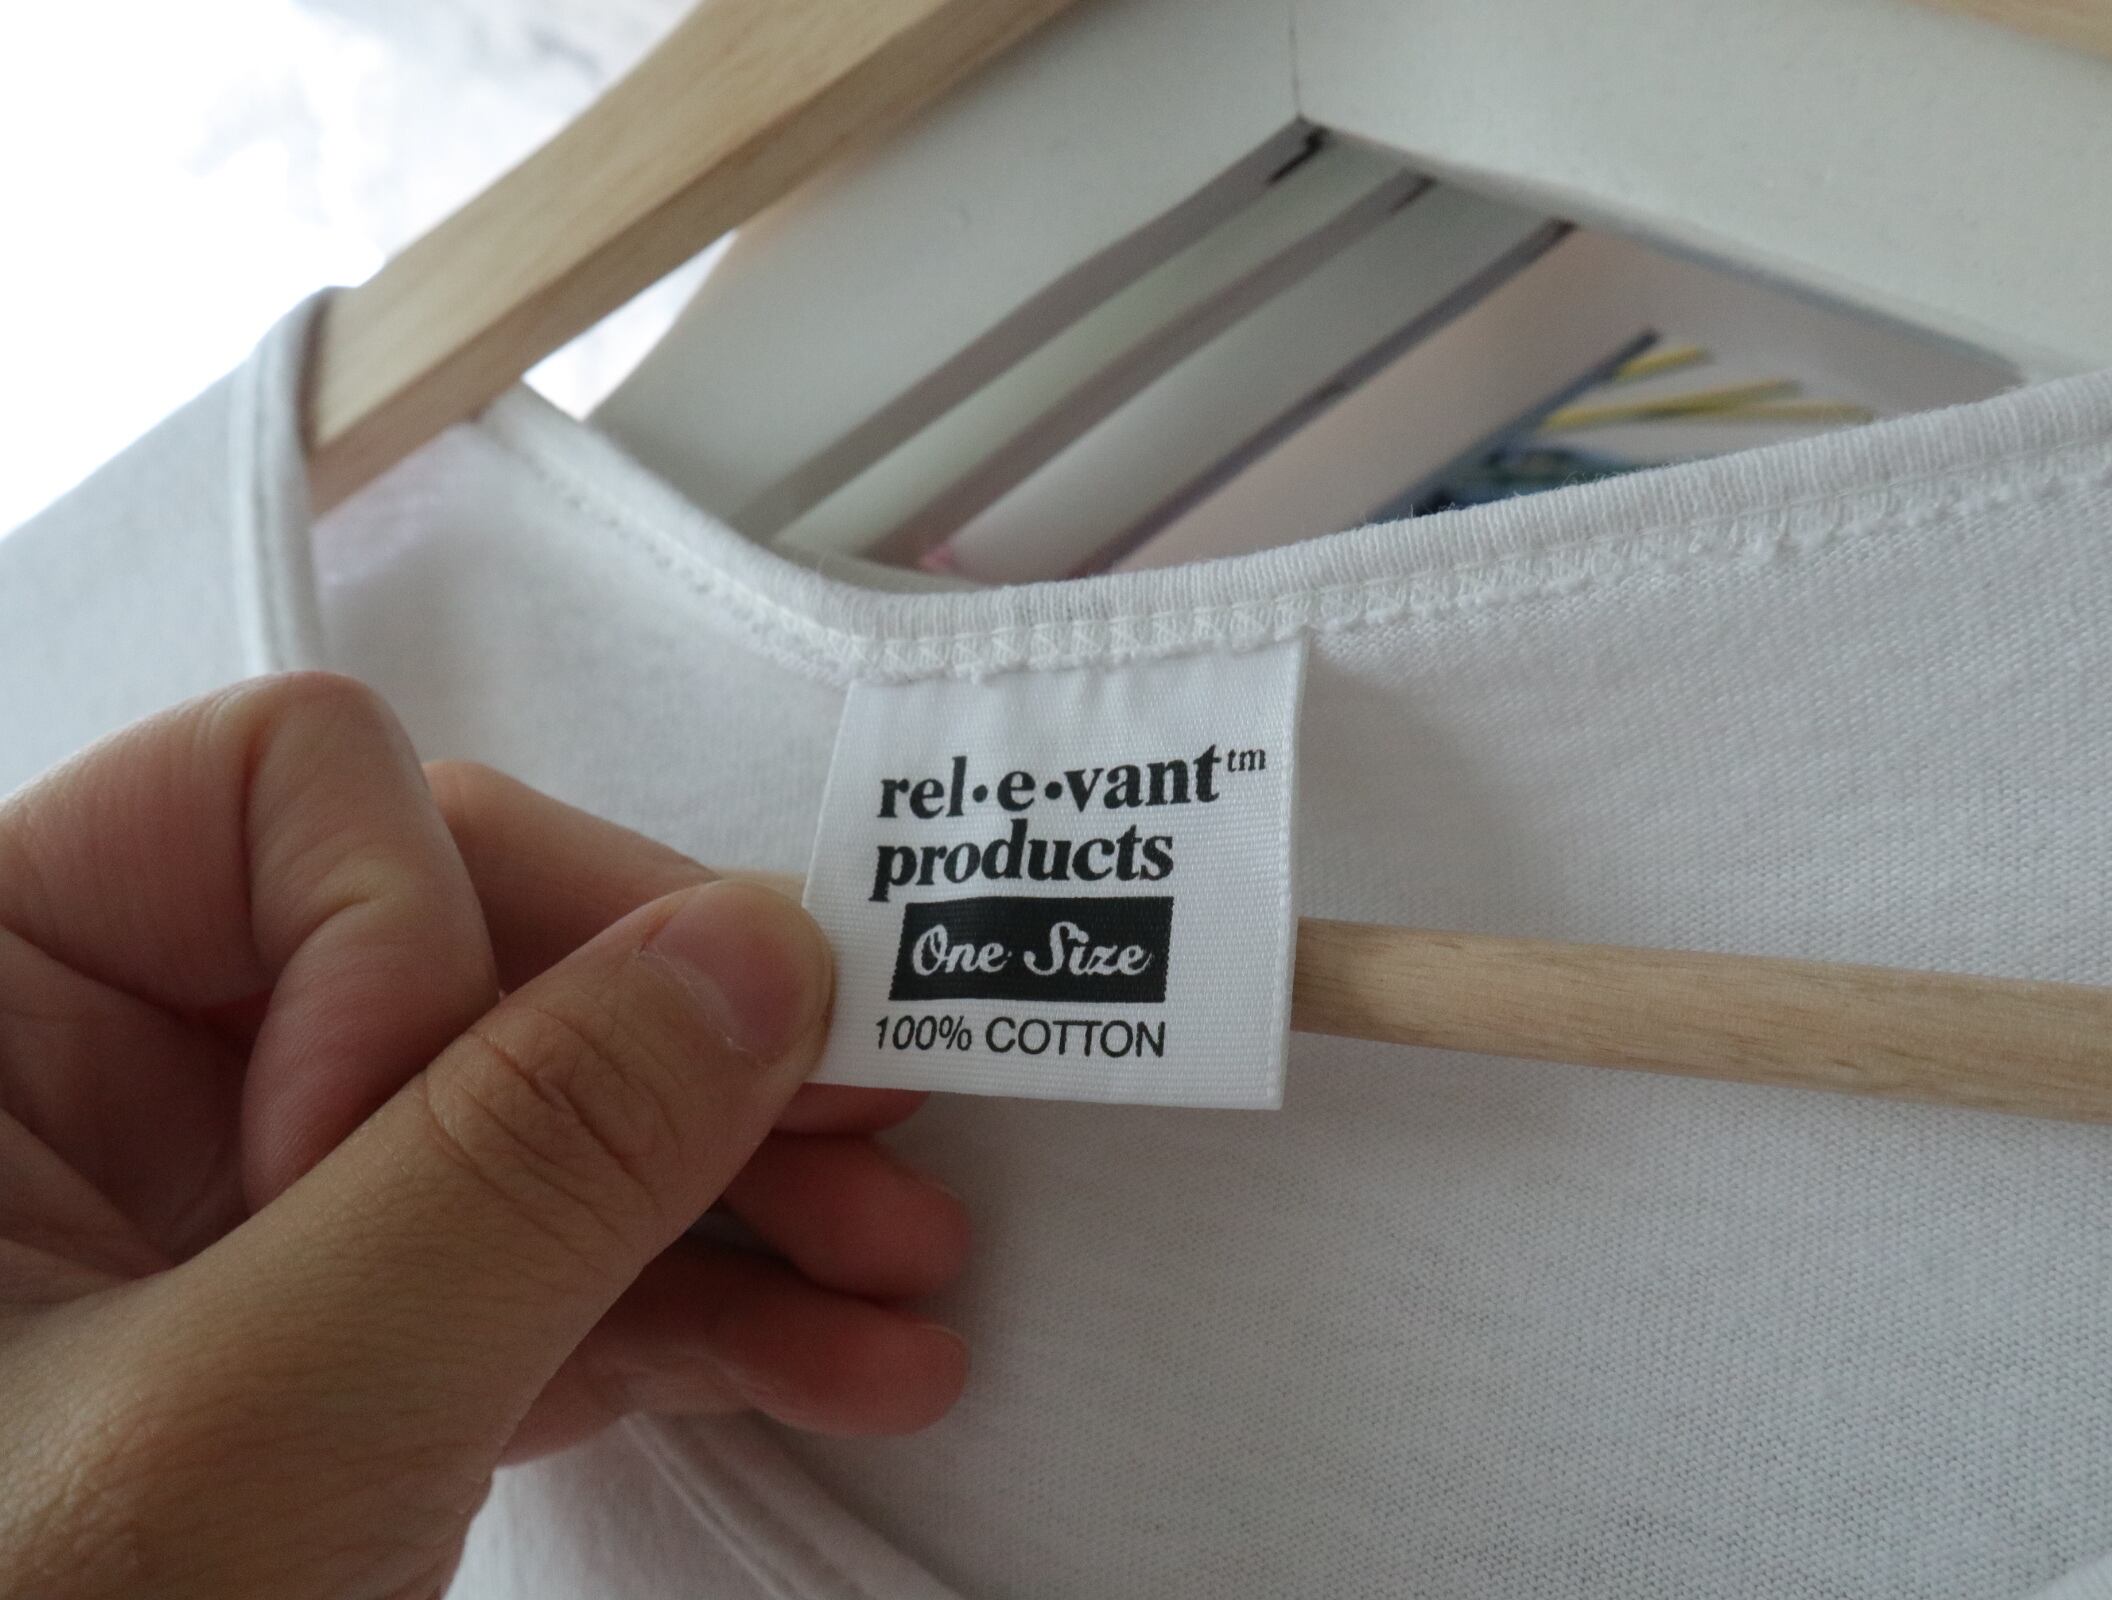 rel•e•vant™
products
One Size
100% COTTON